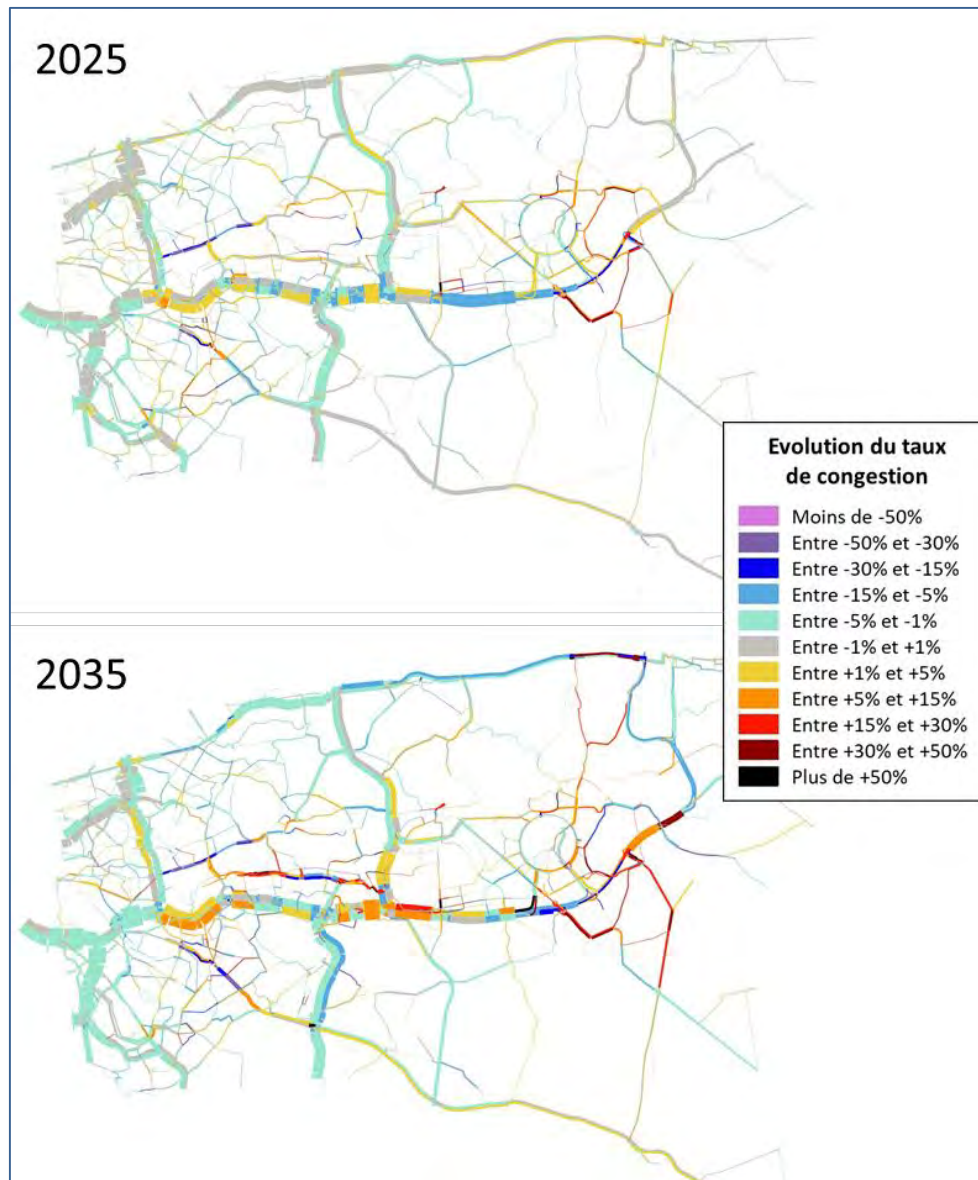 2025
Evolution du taux
de congestion
Moins de -50%
Entre -50% et -30%
Entre -30% et -15%
Entre -15% et -5%
Entre -5% et -1%
Entre -1% et +1%
Entre +1% et +5%
Entre +5% et +15%
Entre +15% et +30%
Entre +30% et +50%
Plus de +50%
2035